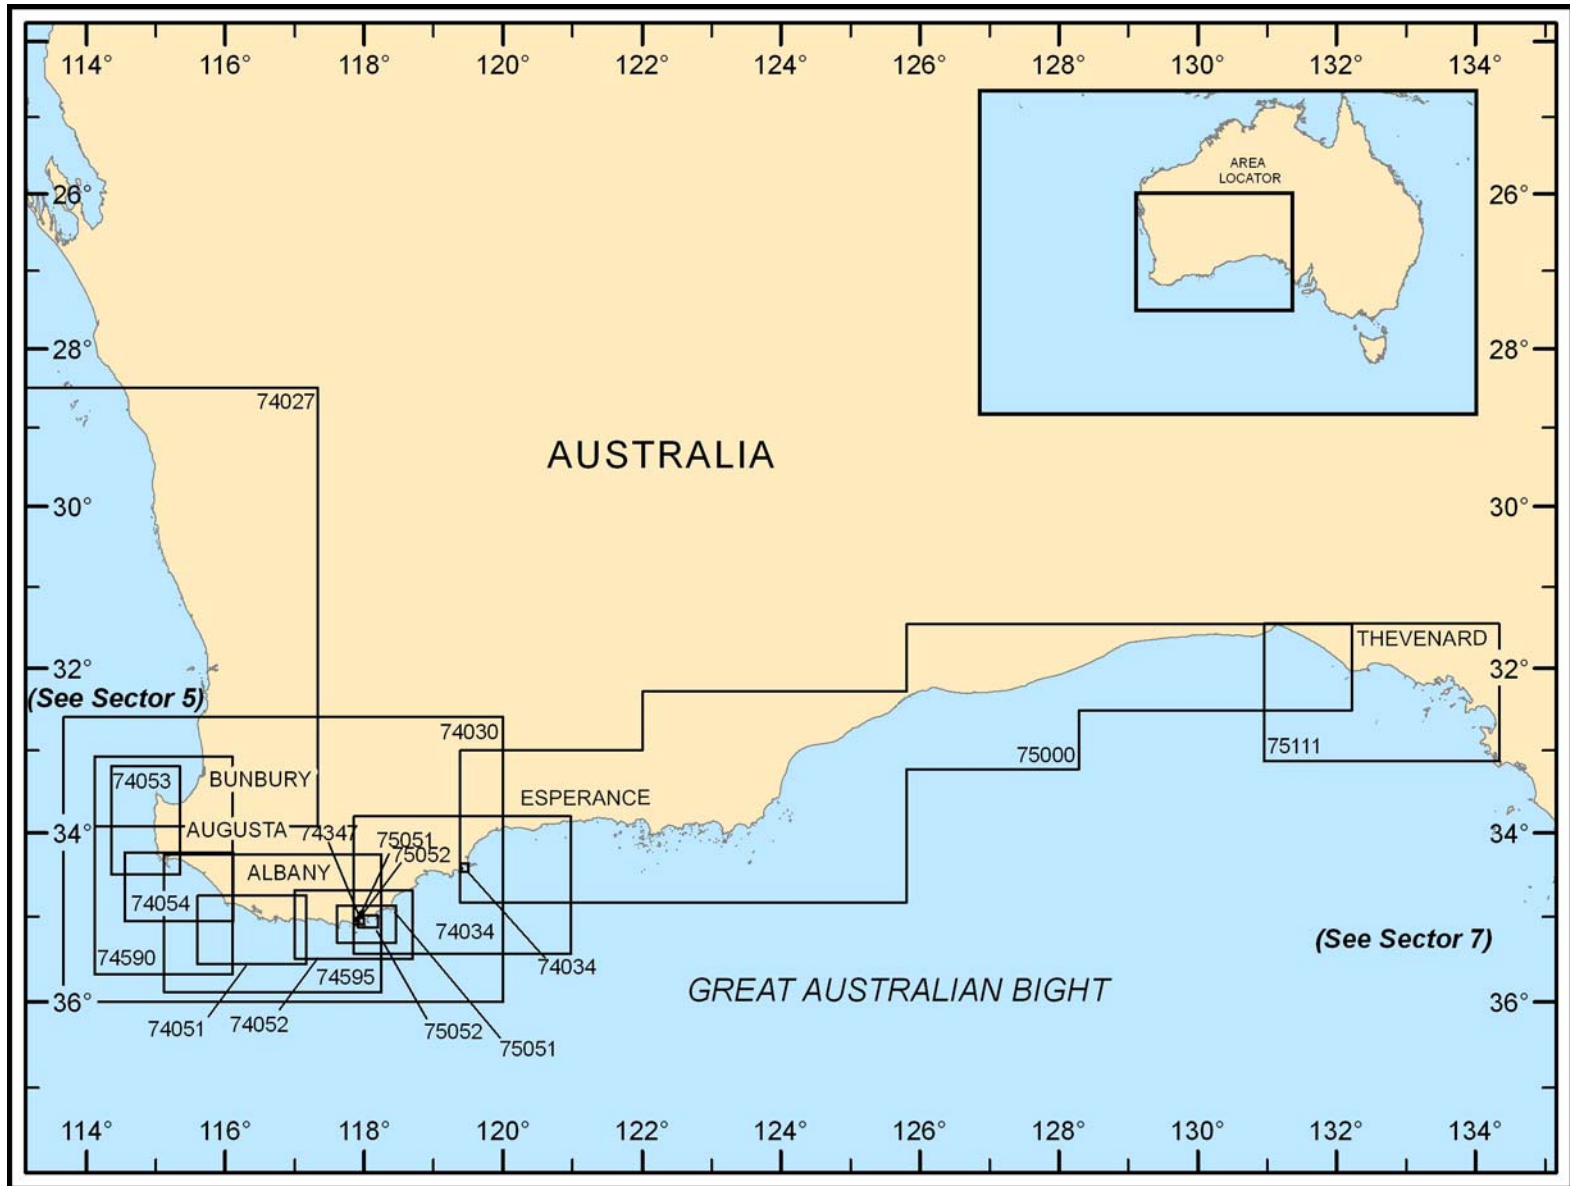 114° 116° 118° 120° 122° 124° 126° 128° 130° 132° 134°
AREA
LOCATOR
26° 26°
28° 28°
74027
AUSTRALIA
30° 30°
THEVENARD
32° 32°
(See Sector 5)
74030
75000
75111
74053
BUNBURY
ESPERANCE
34° 34°
AUGUSTA
74347
75051
75052
ALBANY
74054
74034
(See Sector 7)
74590
74595
74034
GREAT AUSTRALIAN BIGHT
36° 36°
74051
74052
75052
75051
114° 116° 118° 120° 122° 124° 126° 128° 130° 132° 134°